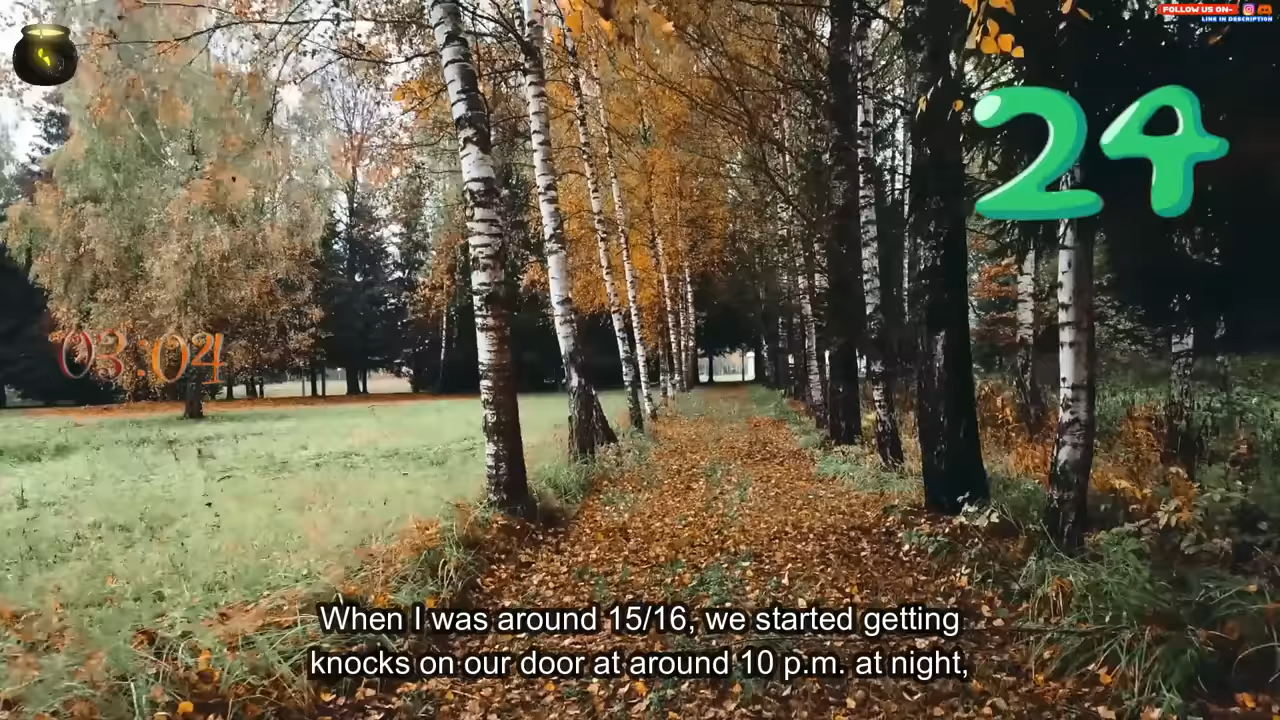 FOLLOW US ON-
LINK IN DESCRIPTION
24
03:04
When I was around 15/16, we started getting
knocks on our door at around 10 p.m. at night,